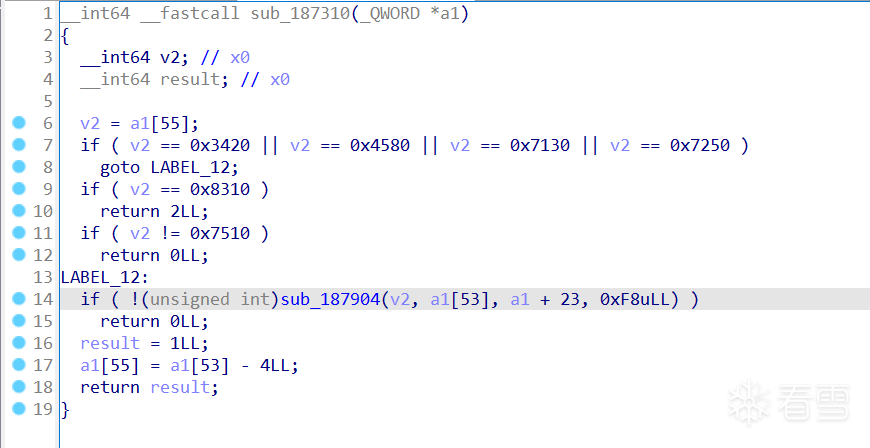 1 __int64 __fastcall sub_187310(_QWORD *a1)
2 {
3   __int64 v2; // x0
4   __int64 result; // x0
5
6   v2 = a1[55];
7   if ( v2 == 0x3420 || v2 == 0x4580 || v2 == 0x7130 || v2 == 0x7250 )
8     goto LABEL_12;
9   if ( v2 == 0x8310 )
10     return 2LL;
11   if ( v2 != 0x7510 )
12     return 0LL;
13 LABEL_12:
14   if ( !(unsigned int)sub_187904(v2, a1[53], a1 + 23, 0xF8uLL) )
15     return 0LL;
16   result = 1LL;
17   a1[55] = a1[53] - 4LL;
18   return result;
19 }
看雪